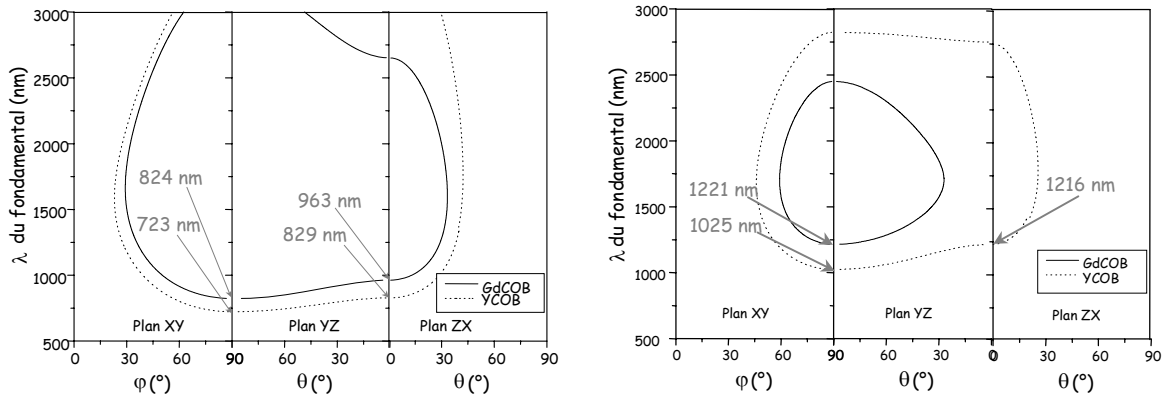 λ du fondamental (nm)
3000
2500
2000
1500
1000
500
824 nm
723 nm
963 nm
829 nm
GdCOB
YCOB
Plan XY
Plan YZ
Plan ZX
0 30 60 90 60 30 0 30 60 90
φ (°)
θ (°)
θ (°)
λ du fondamental (nm)
3000
2500
2000
1500
1000
500
1221 nm
1025 nm
1216 nm
GdCOB
YCOB
Plan XY
Plan YZ
Plan ZX
0 30 60 90 60 30 0 30 60 90
φ (°)
θ (°)
θ (°)